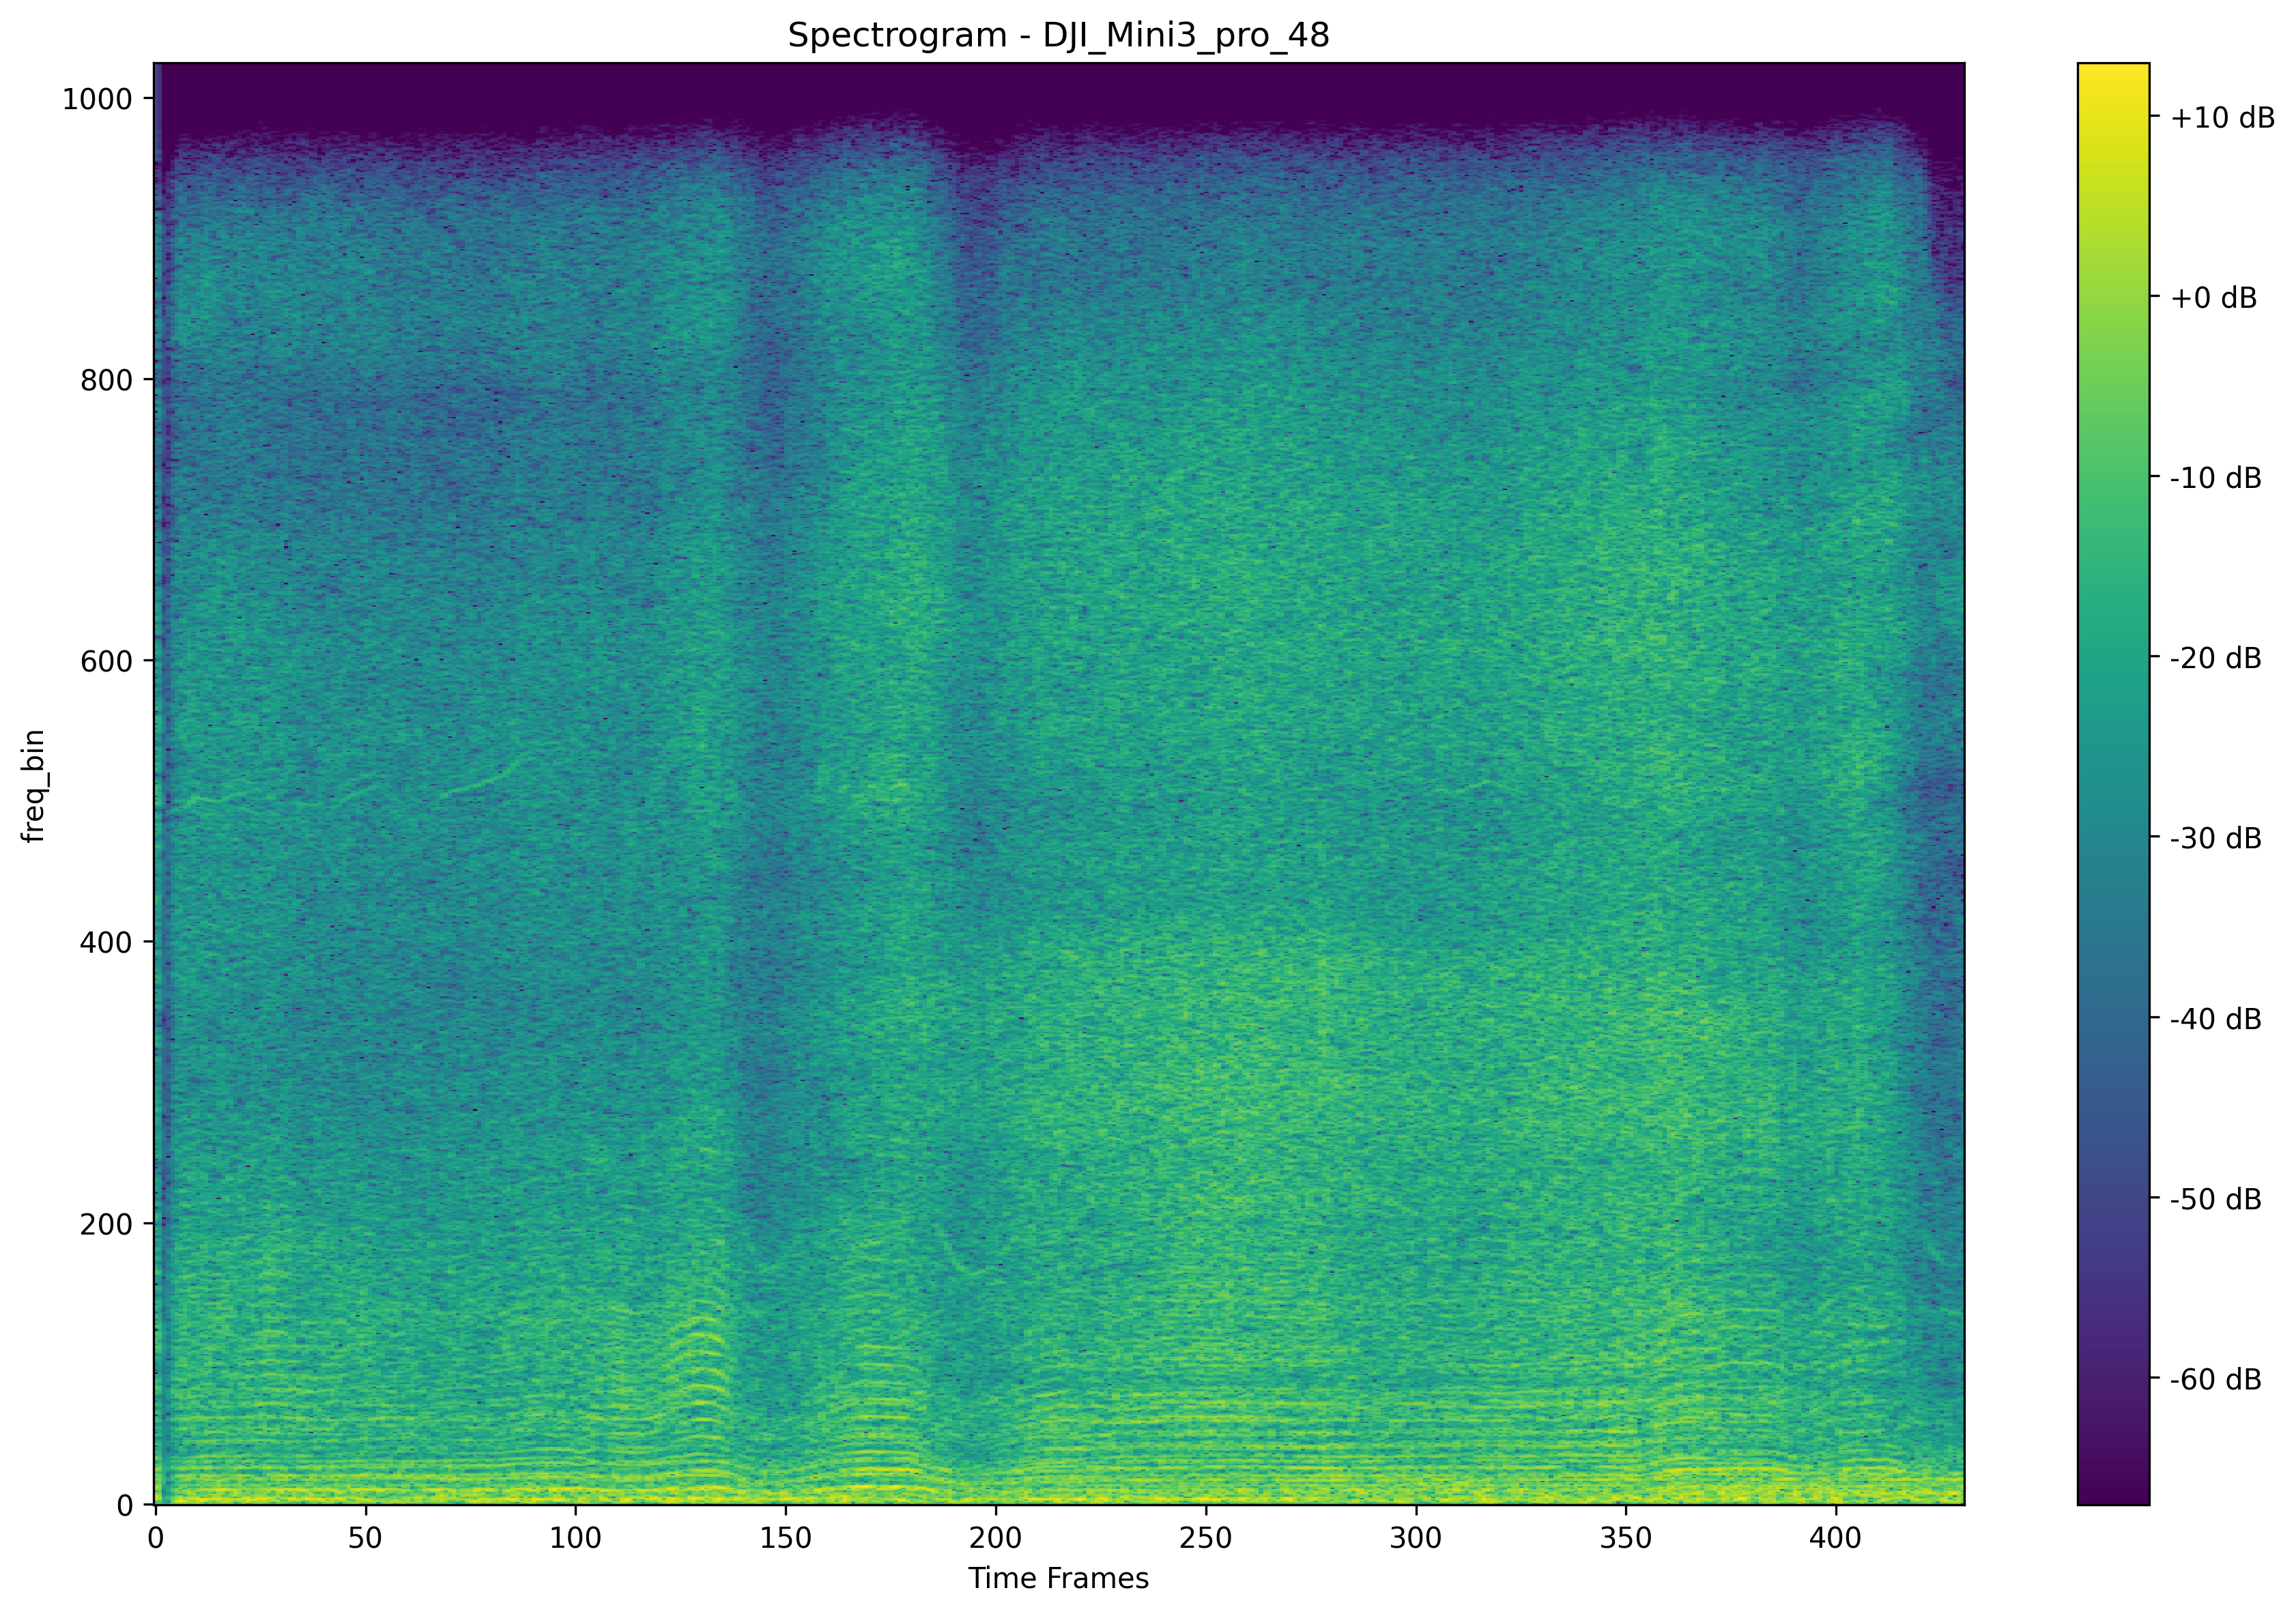 Spectrogram - DJI_Mini3_pro_48
1000
800
600
400
200
0
freq_bin
0 50 100 150 200 250 300 350 400
Time Frames
+10 dB
+0 dB
-10 dB
-20 dB
-30 dB
-40 dB
-50 dB
-60 dB